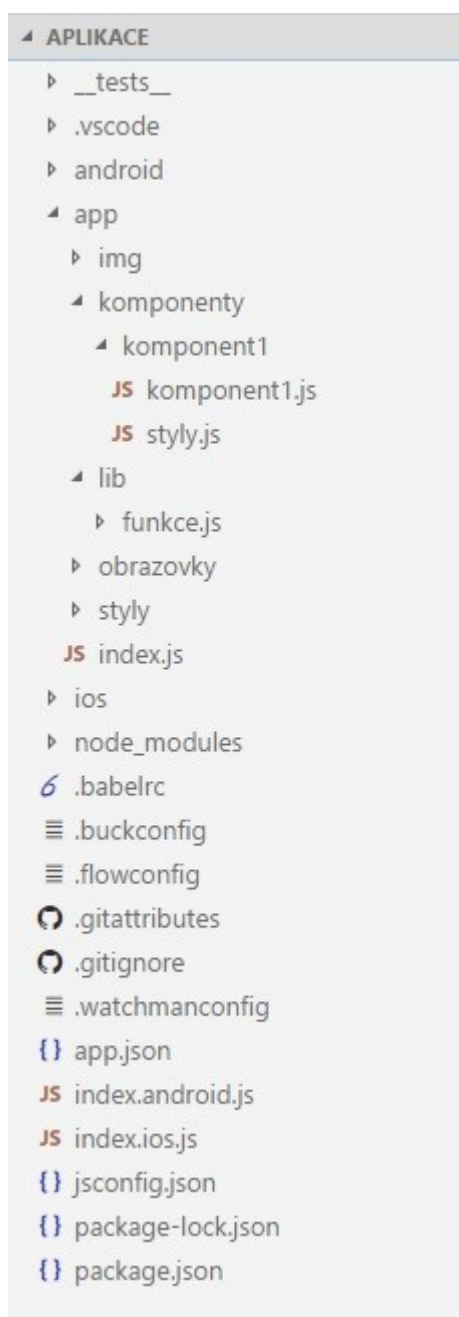 APLIKACE
__tests__
.vscode
android
app
img
komponenty
komponent1
JS komponent1.js
JS styly.js
lib
funkce.js
obrazovky
styly
JS index.js
ios
node_modules
6 .babelrc
.buckconfig
.flowconfig
.gitattributes
.gitignore
.watchmanconfig
{} app.json
JS index.android.js
JS index.ios.js
{} jsconfig.json
{} package-lock.json
{} package.json